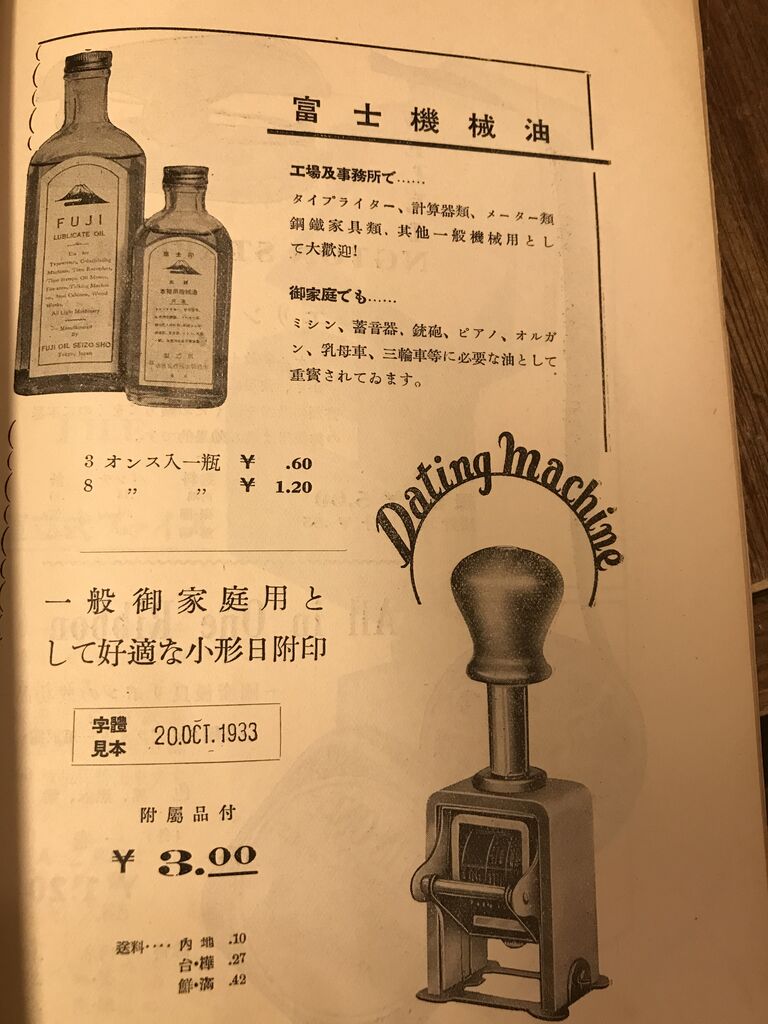 富士機械油
工場及事務所で……
タイプライター、計算器類、メーター類
鋼鐵家具類、其他一般機械用とし
て大歡迎!
御家庭でも……
ミシン、蓄音器、銃砲、ピアノ、オルガ
ン、乳母車、三輪車等に必要な油として
重寳されてゐます。
FUJI
LUBLICATE OIL
Use for
All Light Machinery
By
FUJI OIL SEIZO SHO
Tokyo, Japan
3 オンス入一瓶 ¥ .60
8 〃 〃 ¥ 1.20
Dating Machine
一般御家庭用と
して好適な小形日附印
字體
見本
20.OCT.1933
附屬品付
¥ 3.00
送料‥‥ 內地 .10
台・樺 .27
鮮・滿 .42